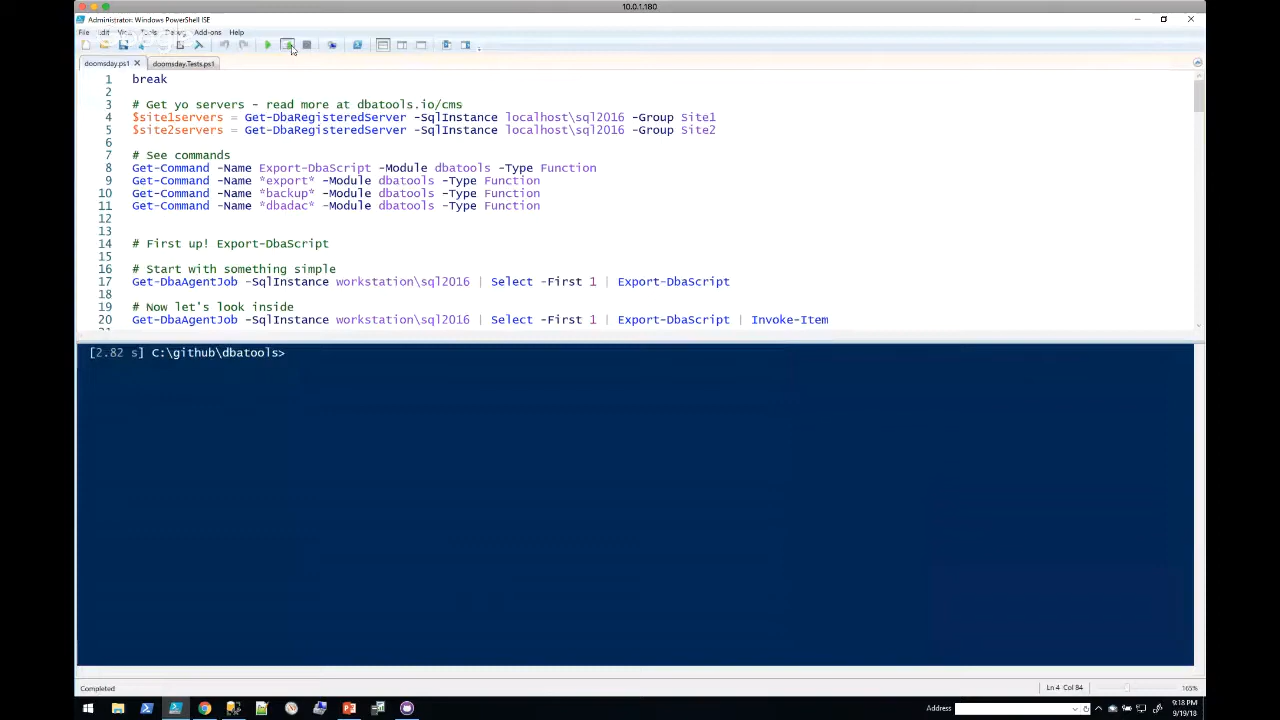 10.0.1.180
Administrator: Windows PowerShell ISE
File Edit View Tools Debug Add-ons Help
doomsday.ps1 doomsday.Tests.ps1
1 break
2
3 # Get yo servers - read more at dbatools.io/cms
4 $site1servers = Get-DbaRegisteredServer -SqlInstance localhost\sql2016 -Group Site1
5 $site2servers = Get-DbaRegisteredServer -SqlInstance localhost\sql2016 -Group Site2
6
7 # See commands
8 Get-Command -Name Export-DbaScript -Module dbatools -Type Function
9 Get-Command -Name *export* -Module dbatools -Type Function
10 Get-Command -Name *backup* -Module dbatools -Type Function
11 Get-Command -Name *dbadac* -Module dbatools -Type Function
12
13
14 # First up! Export-DbaScript
15
16 # Start with something simple
17 Get-DbaAgentJob -SqlInstance workstation\sql2016 | Select -First 1 | Export-DbaScript
18
19 # Now let's look inside
20 Get-DbaAgentJob -SqlInstance workstation\sql2016 | Select -First 1 | Export-DbaScript | Invoke-Item
[2.82 s] C:\github\dbatools>
Completed Ln 4 Col 84 165%
Address 9:18 PM
9/19/18